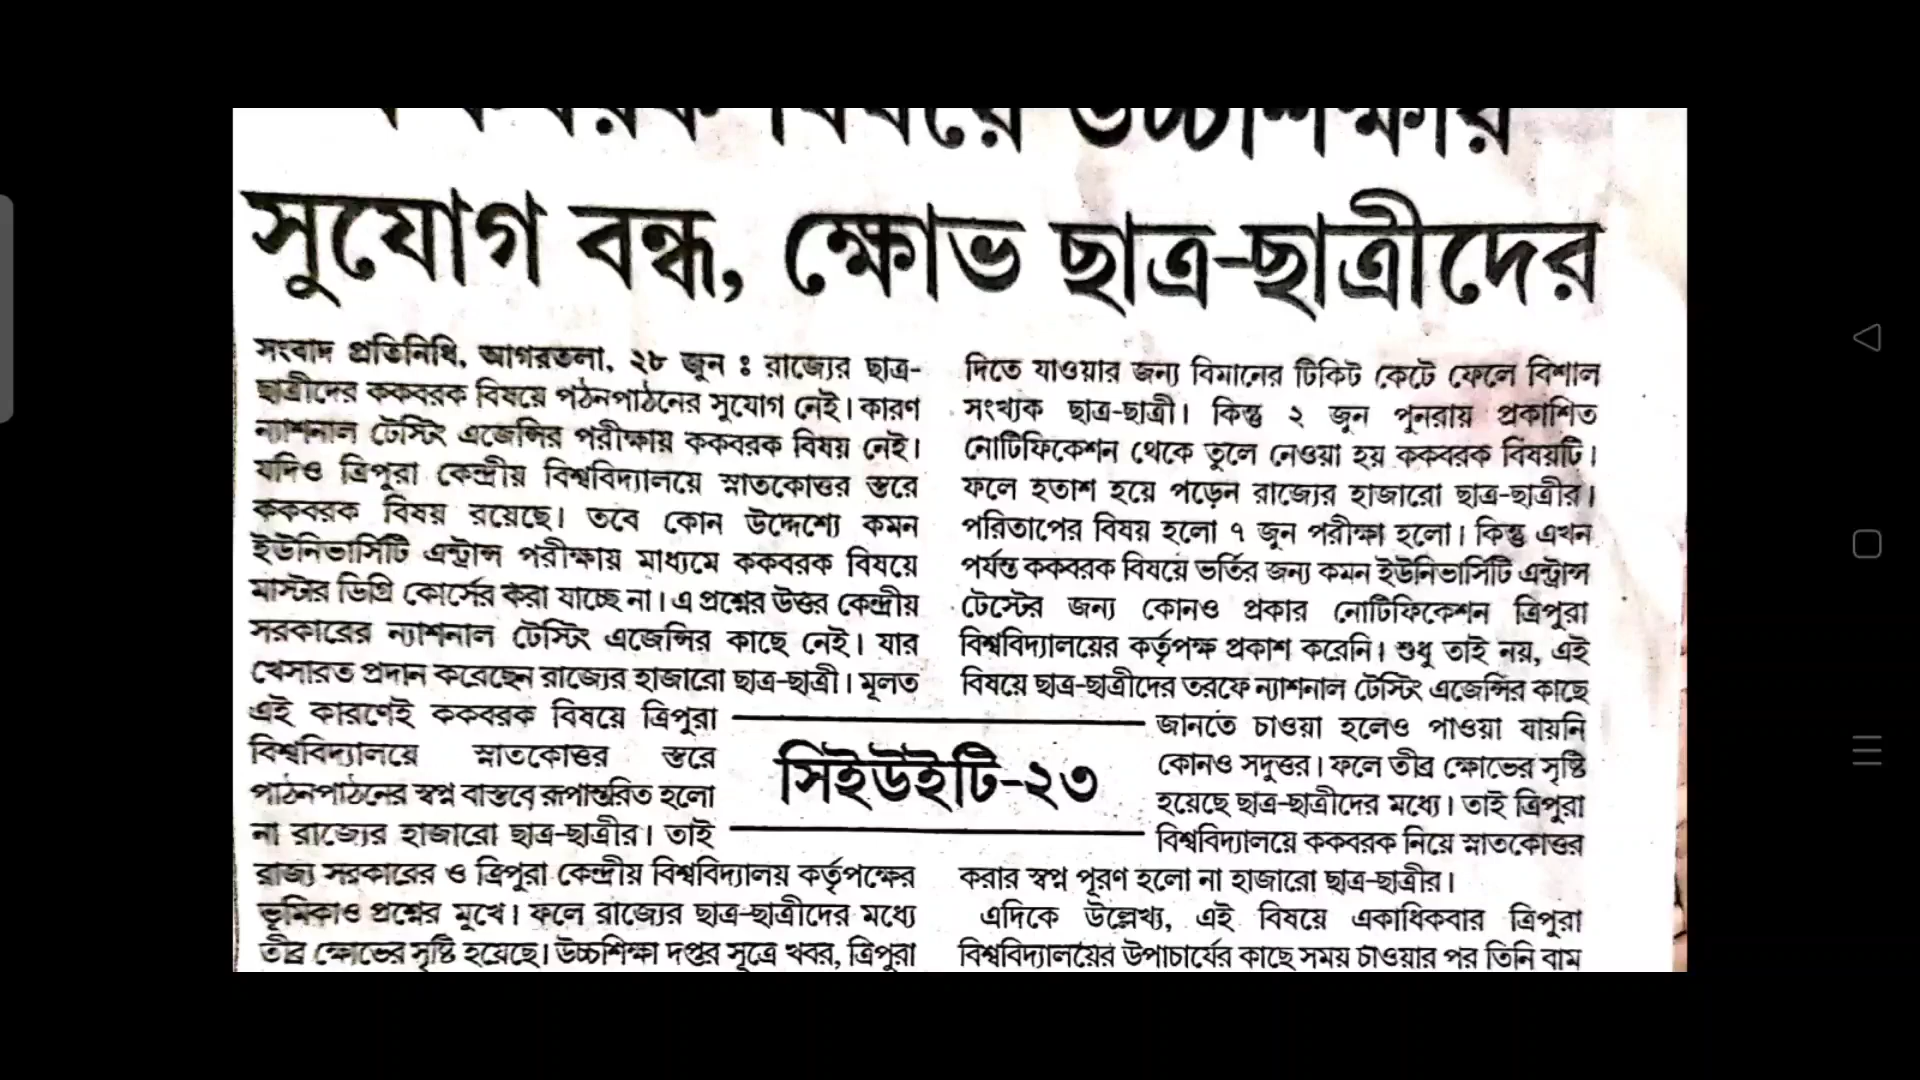 ককবরক বিষয়ে উচ্চশিক্ষার
সুযোগ বন্ধ, ক্ষোভ ছাত্র-ছাত্রীদের
সংবাদ প্রতিনিধি, আগরতলা, ২৮ জুন ঃ রাজ্যের ছাত্র-
ছাত্রীদের ককবরক বিষয়ে পঠনপাঠনের সুযোগ নেই। কারণ
ন্যাশনাল টেস্টিং এজেন্সির পরীক্ষায় ককবরক বিষয় নেই।
যদিও ত্রিপুরা কেন্দ্রীয় বিশ্ববিদ্যালয়ে স্নাতকোত্তর স্তরে
ককবরক বিষয় রয়েছে। তবে কোন উদ্দেশ্যে কমন
ইউনিভার্সিটি এন্ট্রান্স পরীক্ষায় মাধ্যমে ককবরক বিষয়ে
মাস্টার ডিগ্রি কোর্সের করা যাচ্ছে না। এ প্রশ্নের উত্তর কেন্দ্রীয়
সরকারের ন্যাশনাল টেস্টিং এজেন্সির কাছে নেই। যার
খেসারত প্রদান করেছেন রাজ্যের হাজারো ছাত্র-ছাত্রী। মূলত
এই কারণেই ককবরক বিষয়ে ত্রিপুরা
বিশ্ববিদ্যালয়ে স্নাতকোত্তর স্তরে
পাঠনপাঠনের স্বপ্ন বাস্তবে রূপান্তরিত হলো
না রাজ্যের হাজারো ছাত্র-ছাত্রীর। তাই
রাজ্য সরকারের ও ত্রিপুরা কেন্দ্রীয় বিশ্ববিদ্যালয় কর্তৃপক্ষের
ভূমিকাও প্রশ্নের মুখে। ফলে রাজ্যের ছাত্র-ছাত্রীদের মধ্যে
তীব্র ক্ষোভের সৃষ্টি হয়েছে। উচ্চশিক্ষা দপ্তর সূত্রে খবর, ত্রিপুরা
সিইউইটি-২৩
দিতে যাওয়ার জন্য বিমানের টিকিট কেটে ফেলে বিশাল
সংখ্যক ছাত্র-ছাত্রী। কিন্তু ২ জুন পুনরায় প্রকাশিত
নোটিফিকেশন থেকে তুলে নেওয়া হয় ককবরক বিষয়টি।
ফলে হতাশ হয়ে পড়েন রাজ্যের হাজারো ছাত্র-ছাত্রীর।
পরিতাপের বিষয় হলো ৭ জুন পরীক্ষা হলো। কিন্তু এখন
পর্যন্ত ককবরক বিষয়ে ভর্তির জন্য কমন ইউনিভার্সিটি এন্ট্রান্স
টেস্টের জন্য কোনও প্রকার নোটিফিকেশন ত্রিপুরা
বিশ্ববিদ্যালয়ের কর্তৃপক্ষ প্রকাশ করেনি। শুধু তাই নয়, এই
বিষয়ে ছাত্র-ছাত্রীদের তরফে ন্যাশনাল টেস্টিং এজেন্সির কাছে
জানতে চাওয়া হলেও পাওয়া যায়নি
কোনও সদুত্তর। ফলে তীব্র ক্ষোভের সৃষ্টি
হয়েছে ছাত্র-ছাত্রীদের মধ্যে। তাই ত্রিপুরা
বিশ্ববিদ্যালয়ে ককবরক নিয়ে স্নাতকোত্তর
করার স্বপ্ন পূরণ হলো না হাজারো ছাত্র-ছাত্রীর।
এদিকে উল্লেখ্য, এই বিষয়ে একাধিকবার ত্রিপুরা
বিশ্ববিদ্যালয়ের উপাচার্যের কাছে সময় চাওয়ার পর তিনি বাম